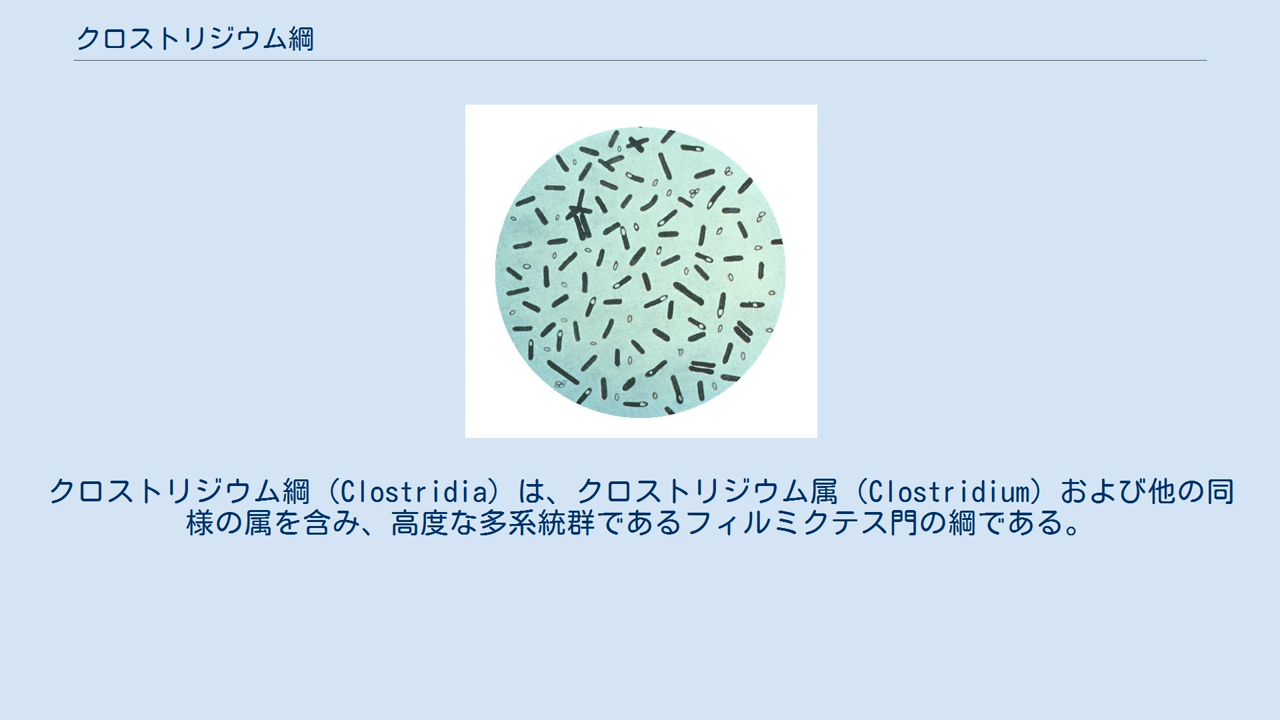 クロストリジウム綱
クロストリジウム綱（Clostridia）は、クロストリジウム属（Clostridium）および他の同
様の属を含み、高度な多系統群であるフィルミクテス門の綱である。